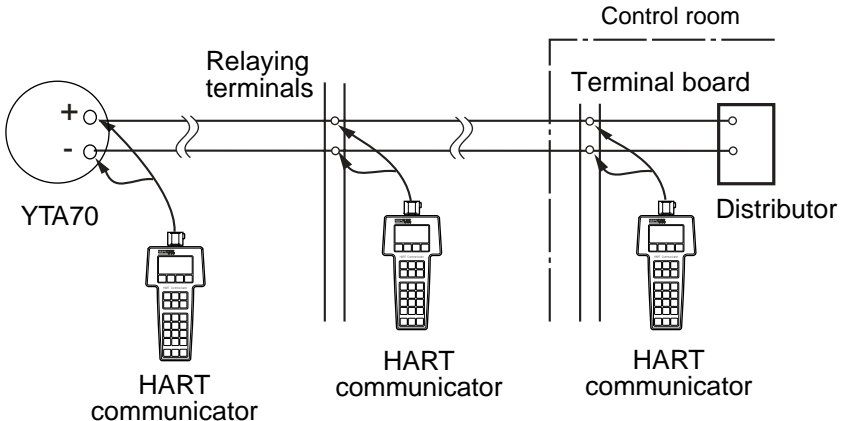 Control room
Relaying
terminals
Terminal board
+
-
YTA70
Distributor
HART
communicator
HART
communicator
HART
communicator